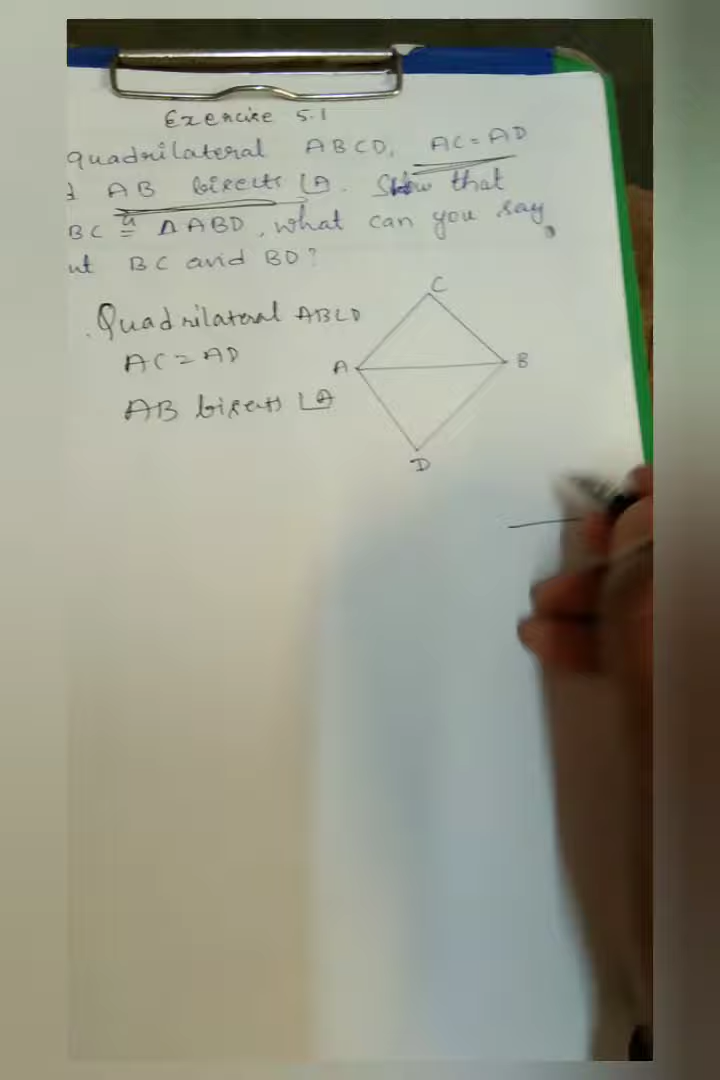 Exercise 5.1
quadrilateral ABCD, AC = AD
AB bisects ∠A. Show that
BC ≅ ΔABD, what can you say
ut BC and BD?
Quadrilateral ABCD
AC = AD
AB bisects ∠A
C
A
B
D